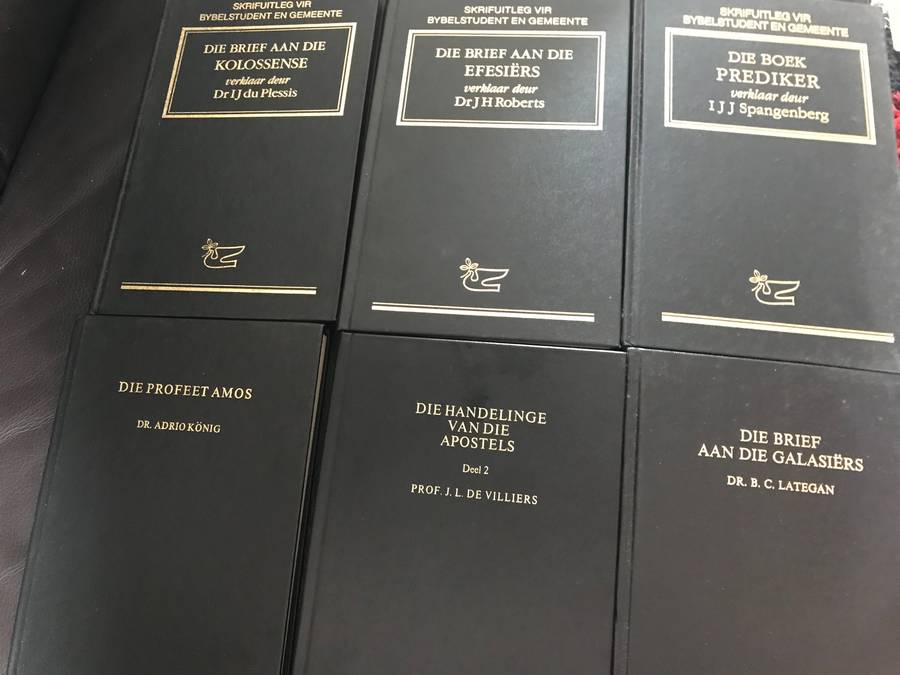 SKRIFUITLEG VIR
BYBELSTUDENT EN GEMEENTE
DIE BRIEF AAN DIE
KOLOSSENSE
verklaar deur
Dr I J du Plessis
SKRIFUITLEG VIR
BYBELSTUDENT EN GEMEENTE
DIE BRIEF AAN DIE
EFESIËRS
verklaar deur
Dr J H Roberts
SKRIFUITLEG VIR
BYBELSTUDENT EN GEMEENTE
DIE BOEK
PREDIKER
verklaar deur
I J J Spangenberg
DIE PROFEET AMOS
DR. ADRIO KÖNIG
DIE HANDELINGE
VAN DIE
APOSTELS
Deel 2
PROF. J. L. DE VILLIERS
DIE BRIEF
AAN DIE GALASIËRS
DR. B. C. LATEGAN